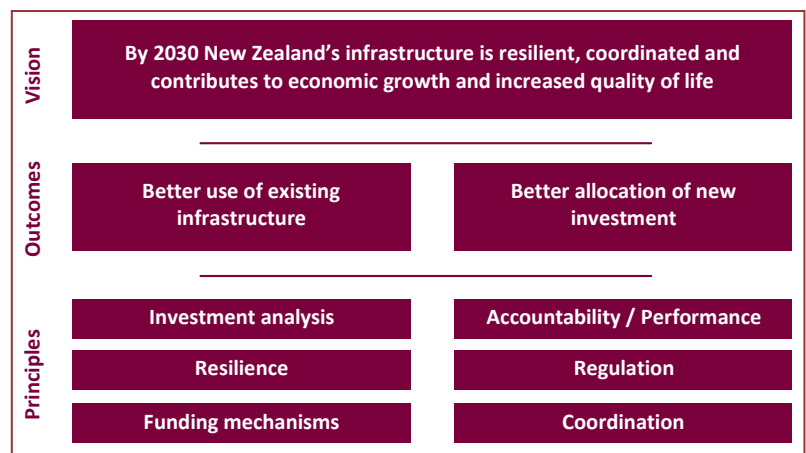 Vision
By 2030 New Zealand’s infrastructure is resilient, coordinated and
contributes to economic growth and increased quality of life
Outcomes
Better use of existing
infrastructure
Better allocation of new
investment
Principles
Investment analysis
Accountability / Performance
Resilience
Regulation
Funding mechanisms
Coordination